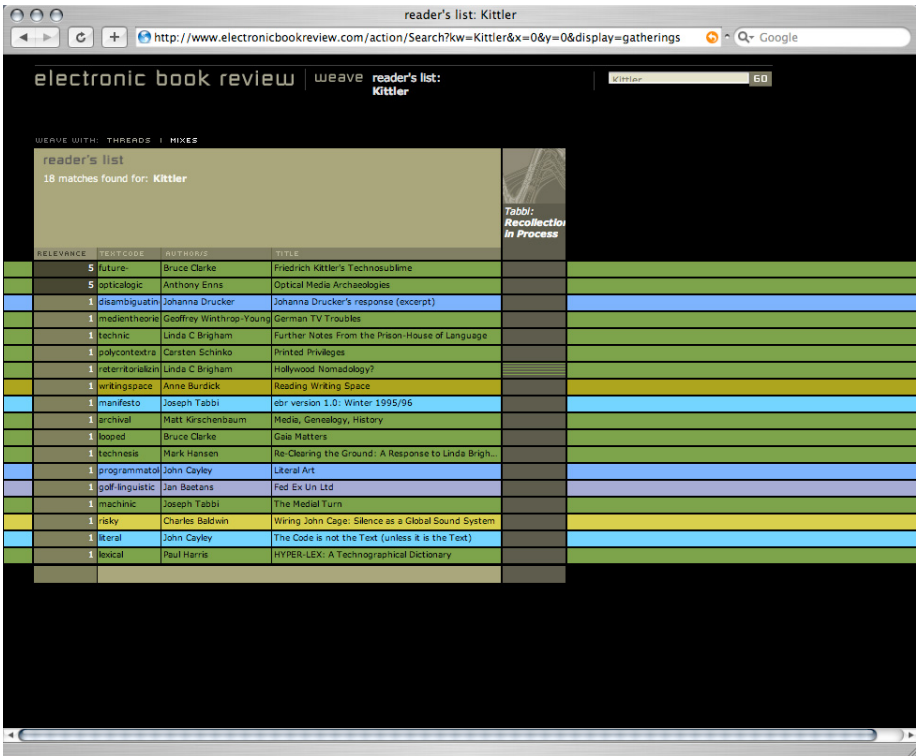 reader's list: Kittler
http://www.electronicbookreview.com/action/Search?kw=Kittler&x=0&y=0&display=gatherings
Google
electronic book review weave reader's list: Kittler
Kittler GO
WEAVE WITH: THREADS | MIXES
reader's list
18 matches found for: Kittler
Tabbi:
Recollection
in Process
RELEVANCE TEXTCODE AUTHOR/S TITLE
5 future- Bruce Clarke Friedrich Kittler's Technosublime
5 opticalogic Anthony Enns Optical Media Archaeologies
1 disambiguatin Johanna Drucker Johanna Drucker's response (excerpt)
1 medientheorie Geoffrey Winthrop-Young German TV Troubles
1 technic Linda C Brigham Further Notes From the Prison-House of Language
1 polycontextra Carsten Schinko Printed Privileges
1 reterritorializin Linda C Brigham Hollywood Nomadology?
1 writingspace Anne Burdick Reading Writing Space
1 manifesto Joseph Tabbi ebr version 1.0: Winter 1995/96
1 archival Matt Kirschenbaum Media, Genealogy, History
1 looped Bruce Clarke Gaia Matters
1 technesis Mark Hansen Re-Clearing the Ground: A Response to Linda Brigh...
1 programmatol John Cayley Literal Art
1 golf-linguistic Jan Baetans Fed Ex Un Ltd
1 machinic Joseph Tabbi The Medial Turn
1 risky Charles Baldwin Wiring John Cage: Silence as a Global Sound System
1 literal John Cayley The Code is not the Text (unless it is the Text)
1 lexical Paul Harris HYPER-LEX: A Technographical Dictionary